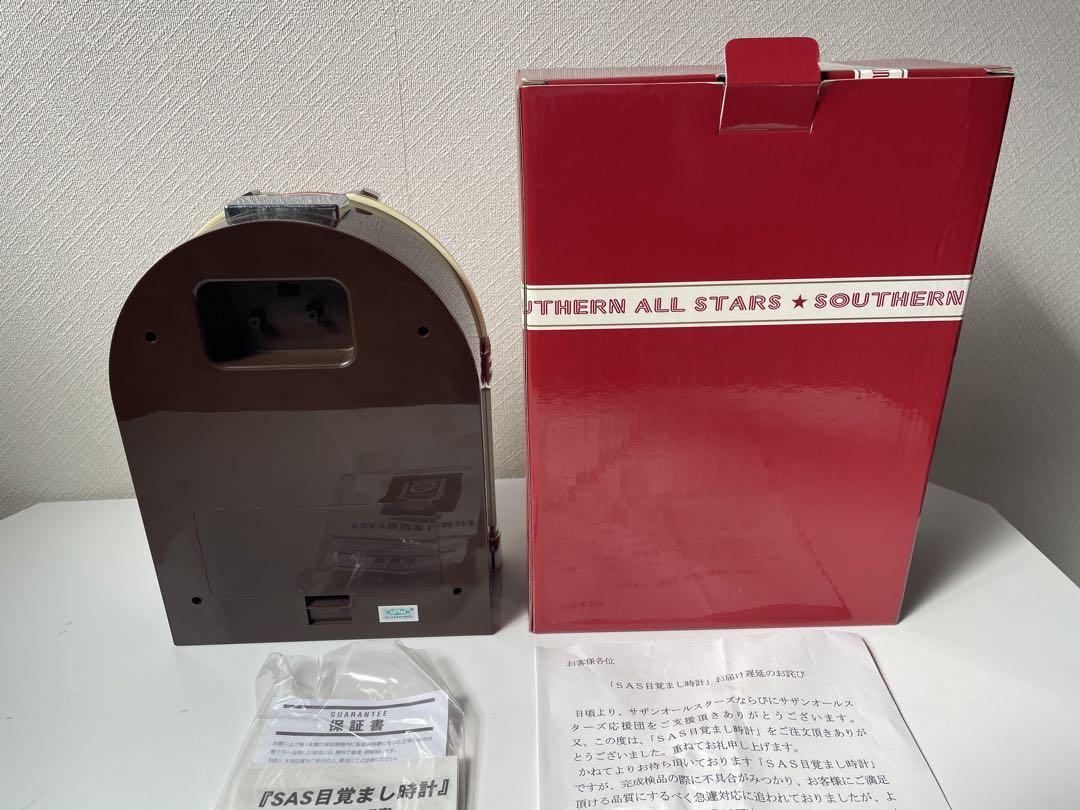 UTHERN ALL STARS ★ SOUTHERN
お客様各位
「SAS目覚まし時計」お届け遅延のお詫び
日頃より、サザンオールスターズならびにサザンオールス
ターズ応援団をご支援頂きありがとうございます。
又、この度は、「SAS目覚まし時計」をご注文頂きありが
とうございました。重ねてお礼申し上げます。
かねてよりお待ち頂いております「SAS目覚まし時計」
ですが、完成検品の際に不具合がみつかり、お客様にご満足
頂ける品質にするべく急遽対応に追われておりましたが、よ
GUARANTEE
保証書
『SAS目覚まし時計』